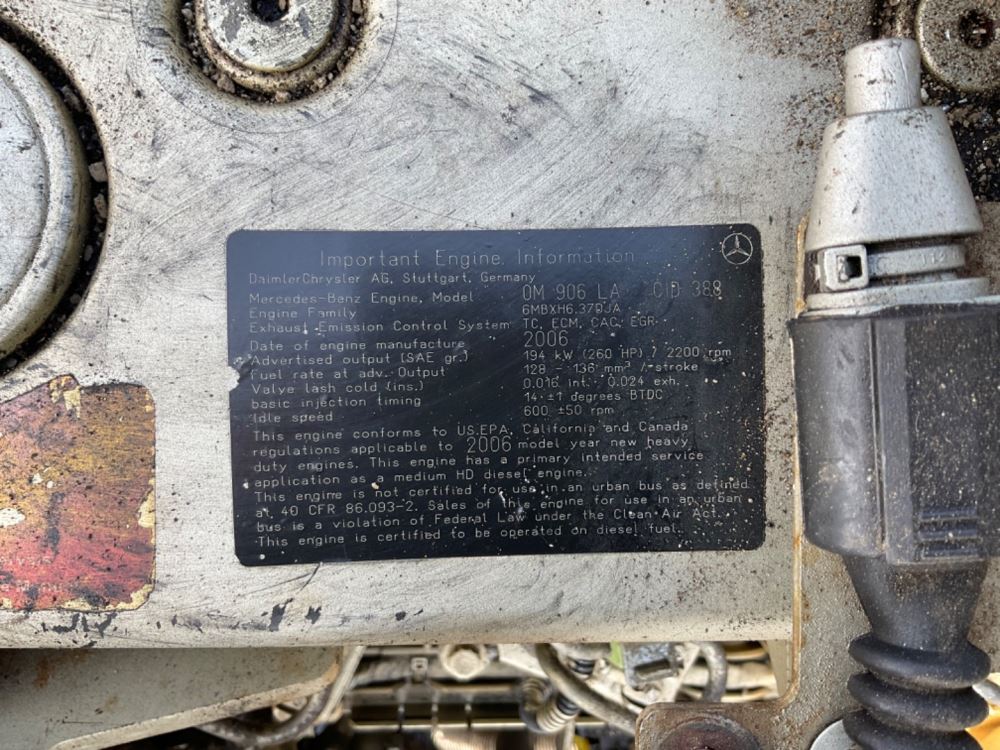 Important Engine Information
DaimlerChrysler AG, Stuttgart, Germany
Mercedes-Benz Engine, Model OM 906 LA CID 388
Engine Family 6MBXH6.37DJA
Exhaust Emission Control System TC, ECM, CAC, EGR
Date of engine manufacture 2006
Advertised output (SAE gr.) 194 kW (260 HP) / 2200 rpm
Fuel rate at adv. Output 128 - 136 mm³ / stroke
Valve lash cold (ins.) 0.016 int. 0.024 exh.
basic injection timing 14 ±1 degrees BTDC
Idle speed 600 ±50 rpm
This engine conforms to US.EPA, California and Canada
regulations applicable to 2006 model year new heavy
duty engines. This engine has a primary intended service
application as a medium HD diesel engine.
This engine is not certified for use in an urban bus as defined
at 40 CFR 86.093-2. Sales of this engine for use in an urban
bus is a violation of Federal Law under the Clean Air Act.
This engine is certified to be operated on diesel fuel.